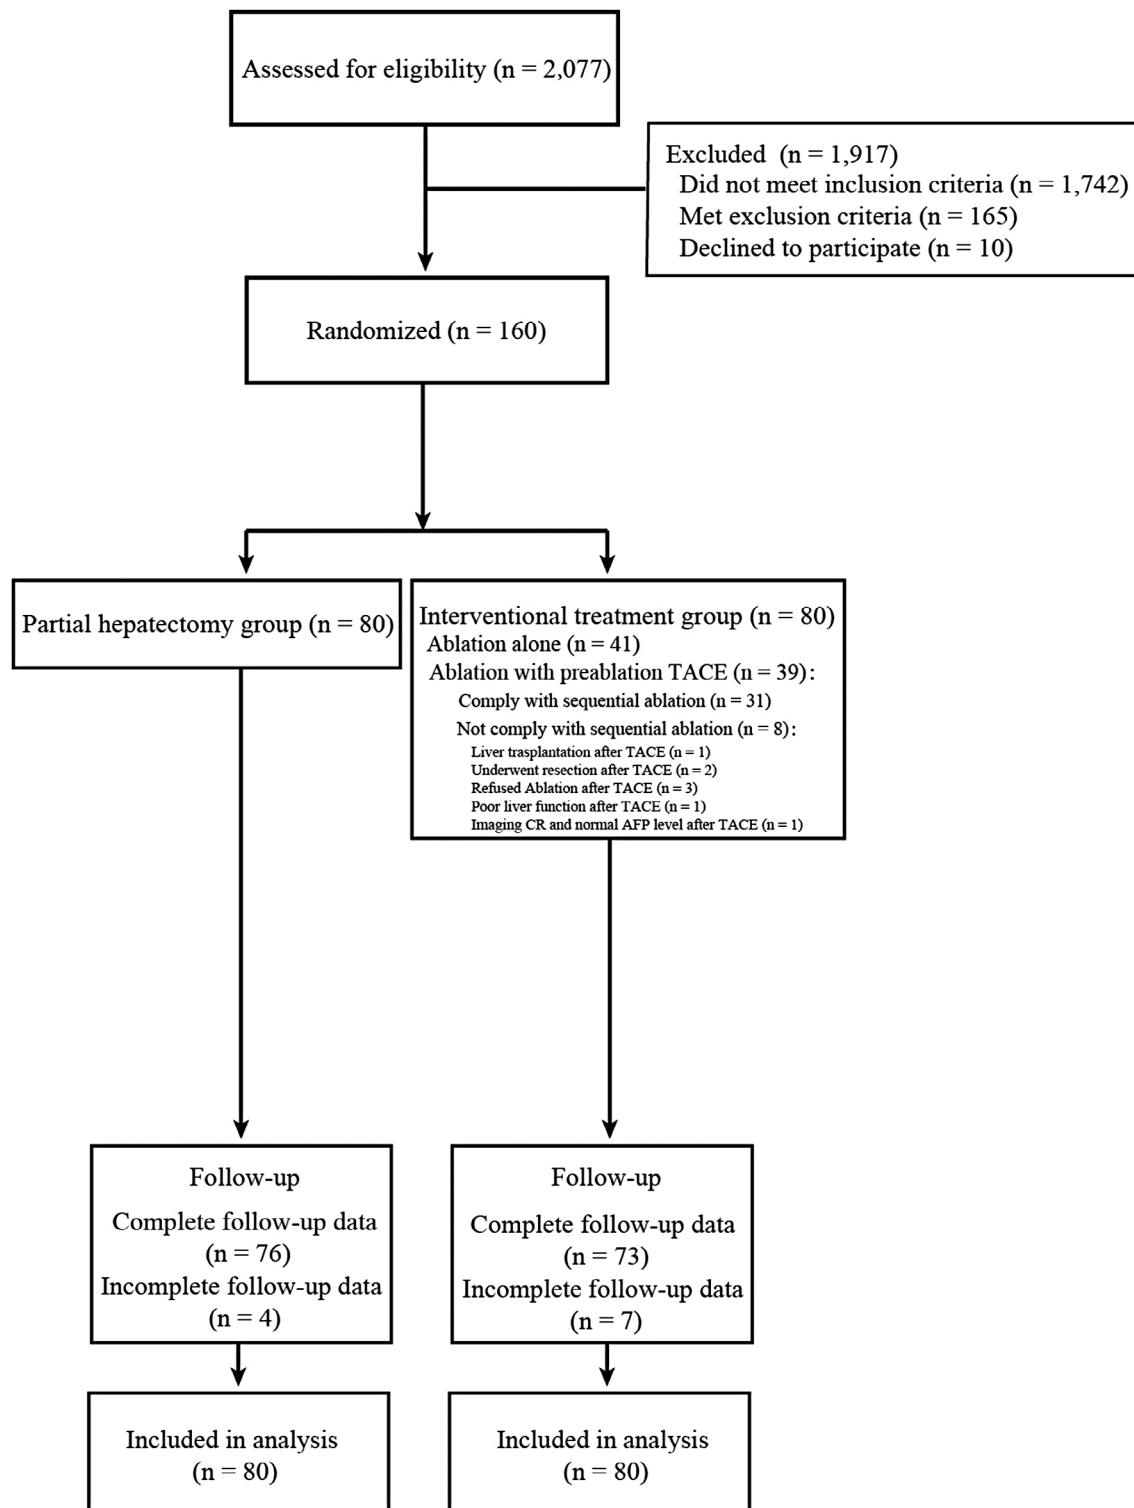 Assessed for eligibility (n = 2,077)
Excluded (n = 1,917)
Did not meet inclusion criteria (n = 1,742)
Met exclusion criteria (n = 165)
Declined to participate (n = 10)
Randomized (n = 160)
Partial hepatectomy group (n = 80)
Interventional treatment group (n = 80)
Ablation alone (n = 41)
Ablation with preablation TACE (n = 39):
Comply with sequential ablation (n = 31)
Not comply with sequential ablation (n = 8):
Liver trasplantation after TACE (n = 1)
Underwent resection after TACE (n = 2)
Refused Ablation after TACE (n = 3)
Poor liver function after TACE (n = 1)
Imaging CR and normal AFP level after TACE (n = 1)
Follow-up
Complete follow-up data
(n = 76)
Incomplete follow-up data
(n = 4)
Follow-up
Complete follow-up data
(n = 73)
Incomplete follow-up data
(n = 7)
Included in analysis
(n = 80)
Included in analysis
(n = 80)